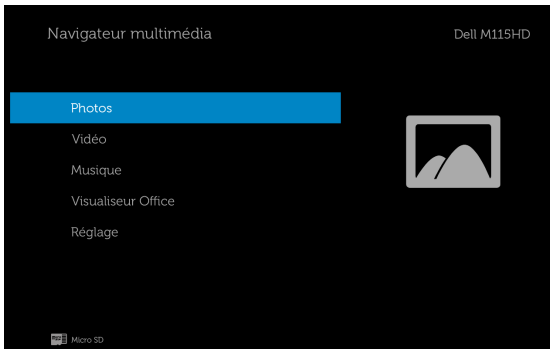 Navigateur multimédia
Dell M115HD
Photos
Vidéo
Musique
Visualiseur Office
Réglage
Micro SD